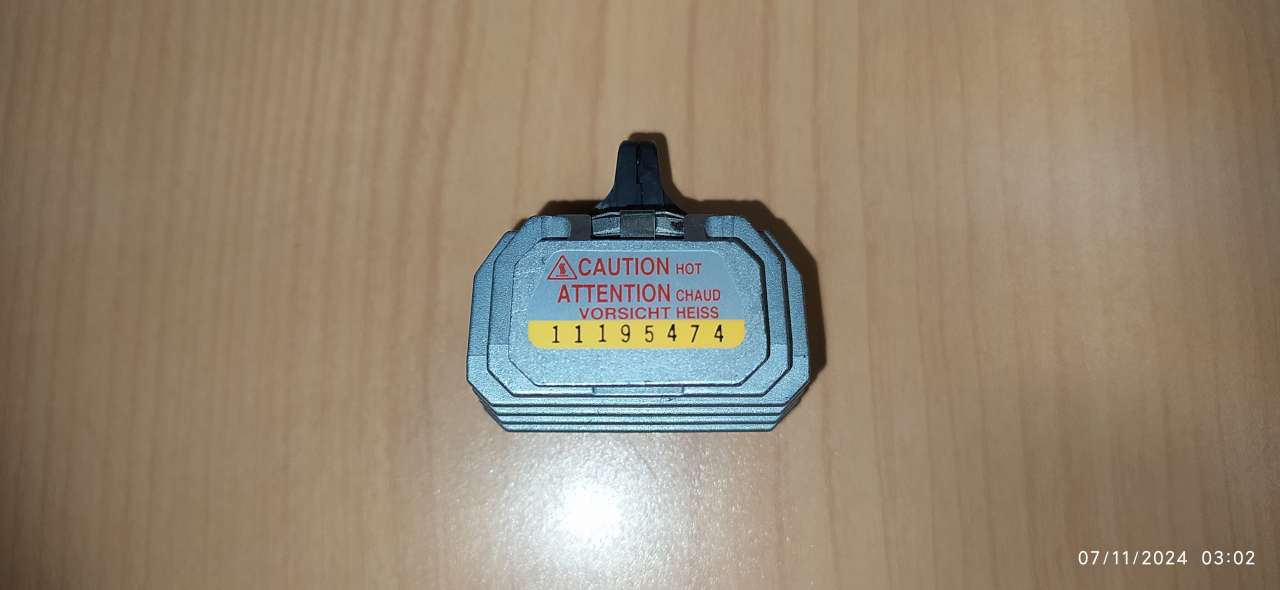 CAUTION HOT
ATTENTION CHAUD
VORSICHT HEISS
11195474
07/11/2024 03:02